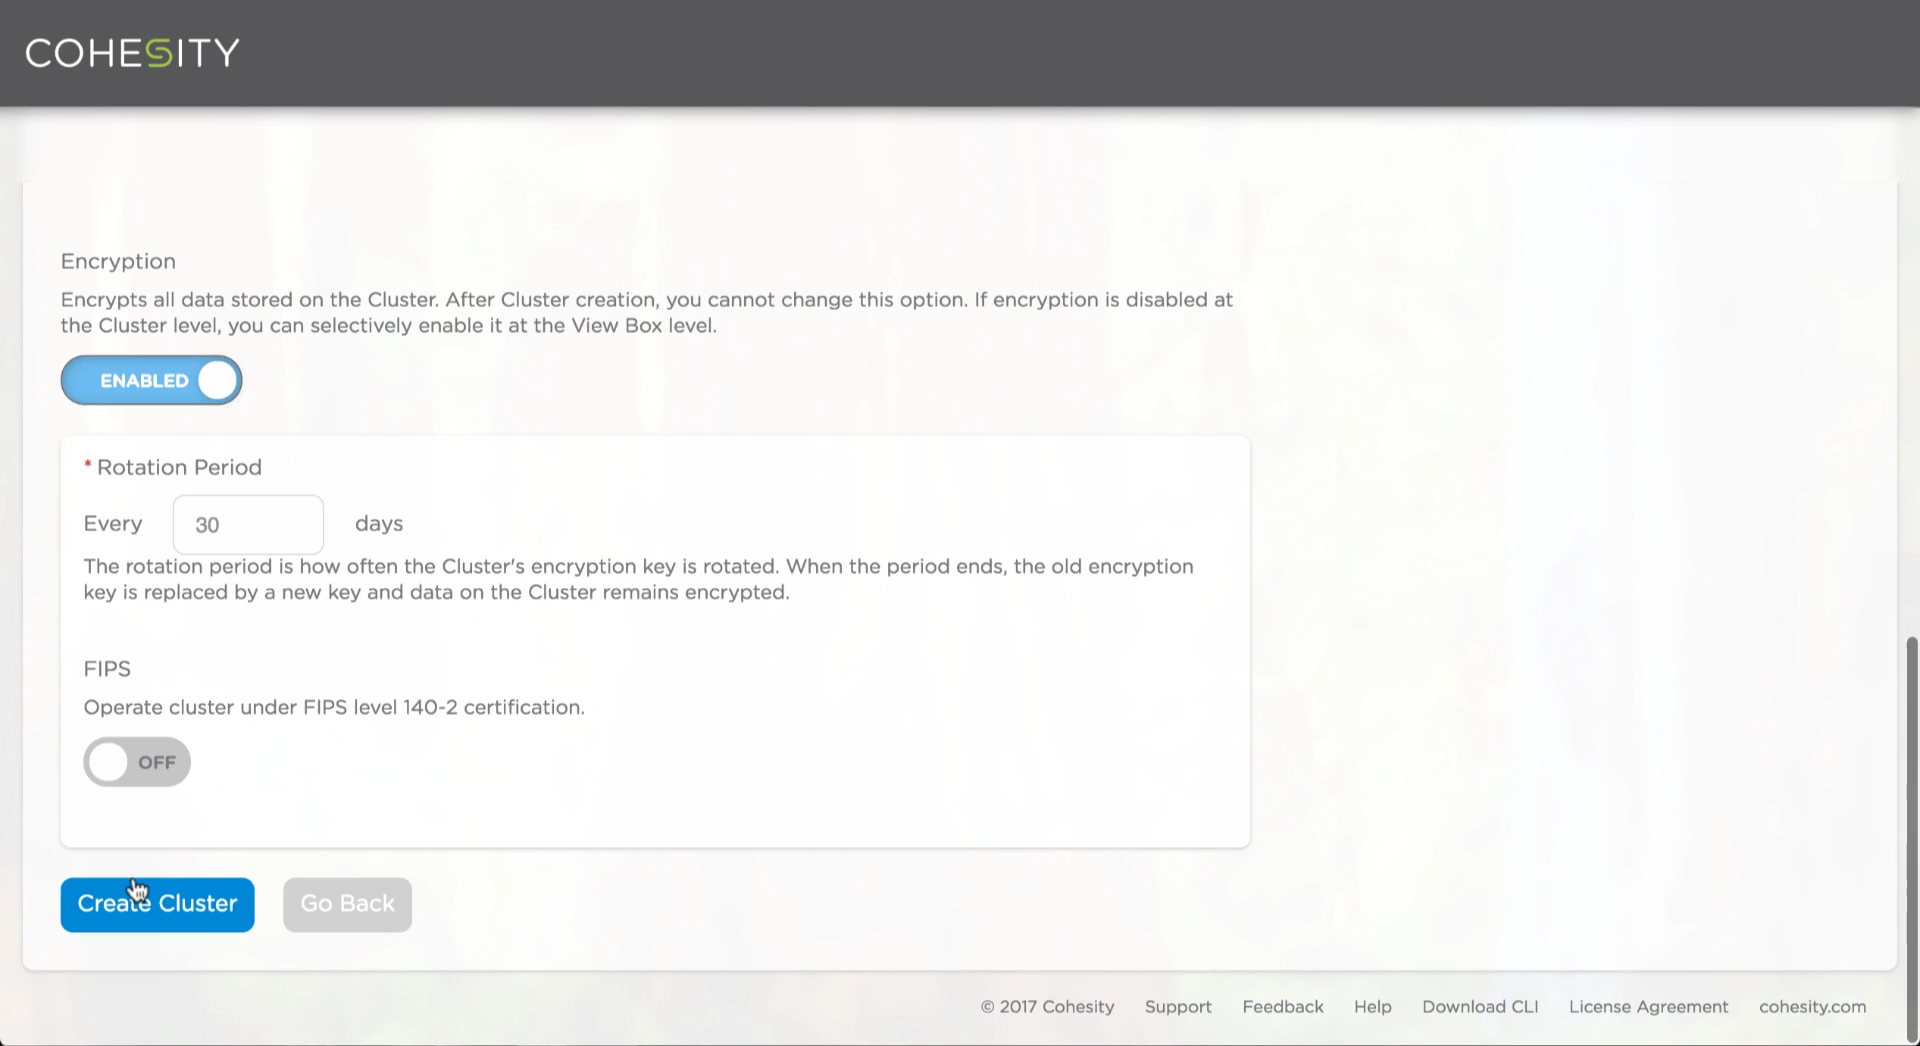 COHESITY
Encryption
Encrypts all data stored on the Cluster. After Cluster creation, you cannot change this option. If encryption is disabled at
the Cluster level, you can selectively enable it at the View Box level.
ENABLED
* Rotation Period
Every 30 days
The rotation period is how often the Cluster's encryption key is rotated. When the period ends, the old encryption
key is replaced by a new key and data on the Cluster remains encrypted.
FIPS
Operate cluster under FIPS level 140-2 certification.
OFF
Create Cluster Go Back
© 2017 Cohesity Support Feedback Help Download CLI License Agreement cohesity.com